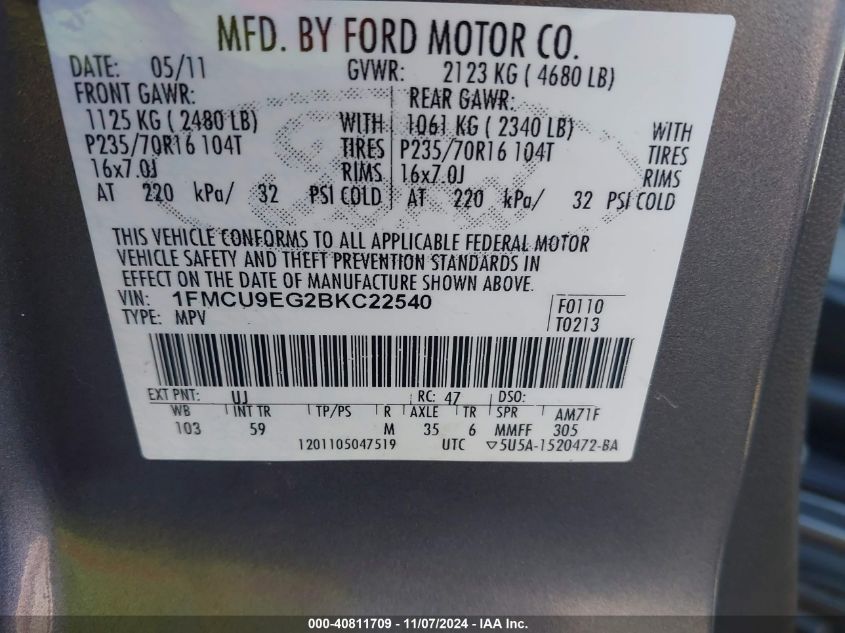 MFD. BY FORD MOTOR CO.
DATE: 05/11 GVWR: 2123 KG ( 4680 LB)
FRONT GAWR: REAR GAWR:
1125 KG ( 2480 LB) WITH 1061 KG ( 2340 LB) WITH
P235/70R16 104T TIRES P235/70R16 104T TIRES
16x7.0J RIMS 16x7.0J RIMS
AT 220 kPa/ 32 PSI COLD AT 220 kPa/ 32 PSI COLD
THIS VEHICLE CONFORMS TO ALL APPLICABLE FEDERAL MOTOR
VEHICLE SAFETY AND THEFT PREVENTION STANDARDS IN
EFFECT ON THE DATE OF MANUFACTURE SHOWN ABOVE.
VIN: 1FMCU9EG2BKC22540 F0110
TYPE: MPV T0213
EXT PNT: UJ RC: 47 DSO:
WB INT TR TP/PS R AXLE TR SPR AM71F
103 59 M 35 6 MMFF 305
1201105047519 UTC ▽5U5A-1520472-BA
000-40811709 - 11/07/2024 - IAA Inc.